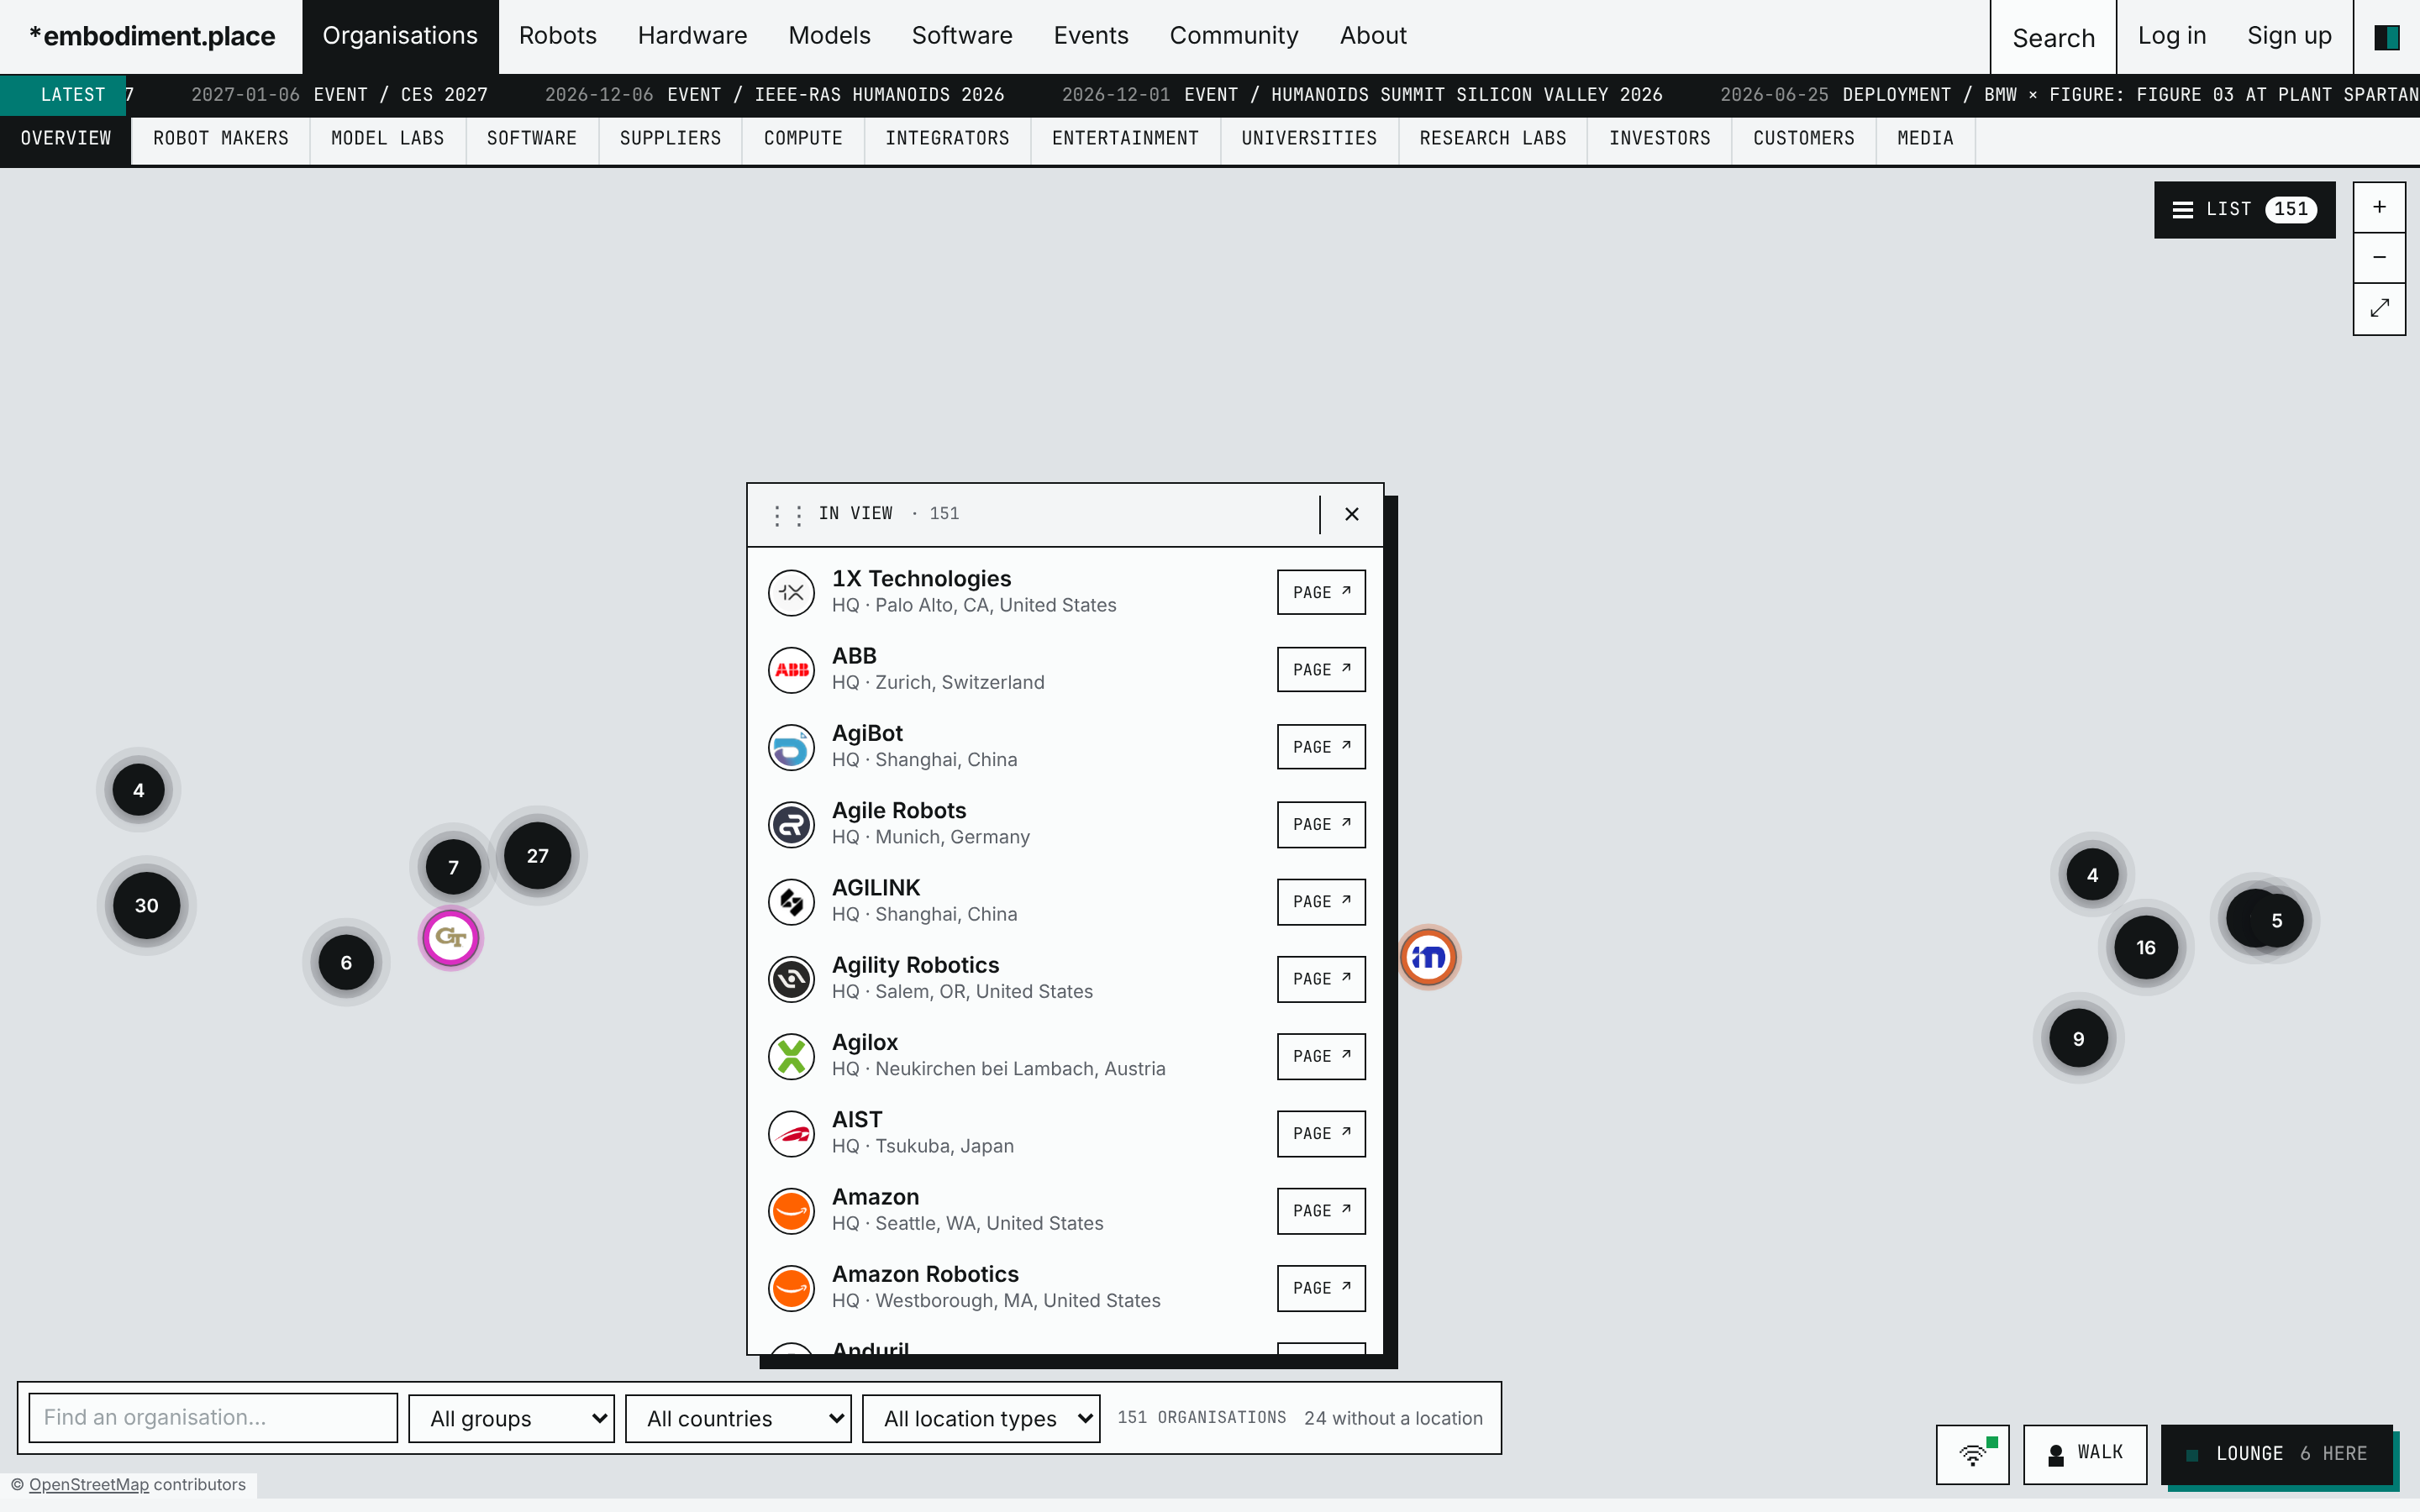 *embodiment.place Organisations Robots Hardware Models Software Events Community About Search Log in Sign up
LATEST 7 2027-01-06 EVENT / CES 2027 2026-12-06 EVENT / IEEE-RAS HUMANOIDS 2026 2026-12-01 EVENT / HUMANOIDS SUMMIT SILICON VALLEY 2026 2026-06-25 DEPLOYMENT / BMW × FIGURE: FIGURE 03 AT PLANT SPARTAN
OVERVIEW ROBOT MAKERS MODEL LABS SOFTWARE SUPPLIERS COMPUTE INTEGRATORS ENTERTAINMENT UNIVERSITIES RESEARCH LABS INVESTORS CUSTOMERS MEDIA
LIST 151
+
−
IN VIEW · 151 ×
1X Technologies
HQ · Palo Alto, CA, United States
PAGE ↗
ABB
ABB
HQ · Zurich, Switzerland
PAGE ↗
AgiBot
HQ · Shanghai, China
PAGE ↗
Agile Robots
HQ · Munich, Germany
PAGE ↗
AGILINK
HQ · Shanghai, China
PAGE ↗
Agility Robotics
HQ · Salem, OR, United States
PAGE ↗
Agilox
HQ · Neukirchen bei Lambach, Austria
PAGE ↗
AIST
HQ · Tsukuba, Japan
PAGE ↗
Amazon
HQ · Seattle, WA, United States
PAGE ↗
Amazon Robotics
HQ · Westborough, MA, United States
PAGE ↗
Anduril
4
30
7
27
GT
6
m
4
16
5
9
Find an organisation... All groups All countries All location types 151 ORGANISATIONS 24 without a location
WALK LOUNGE 6 HERE
© OpenStreetMap contributors